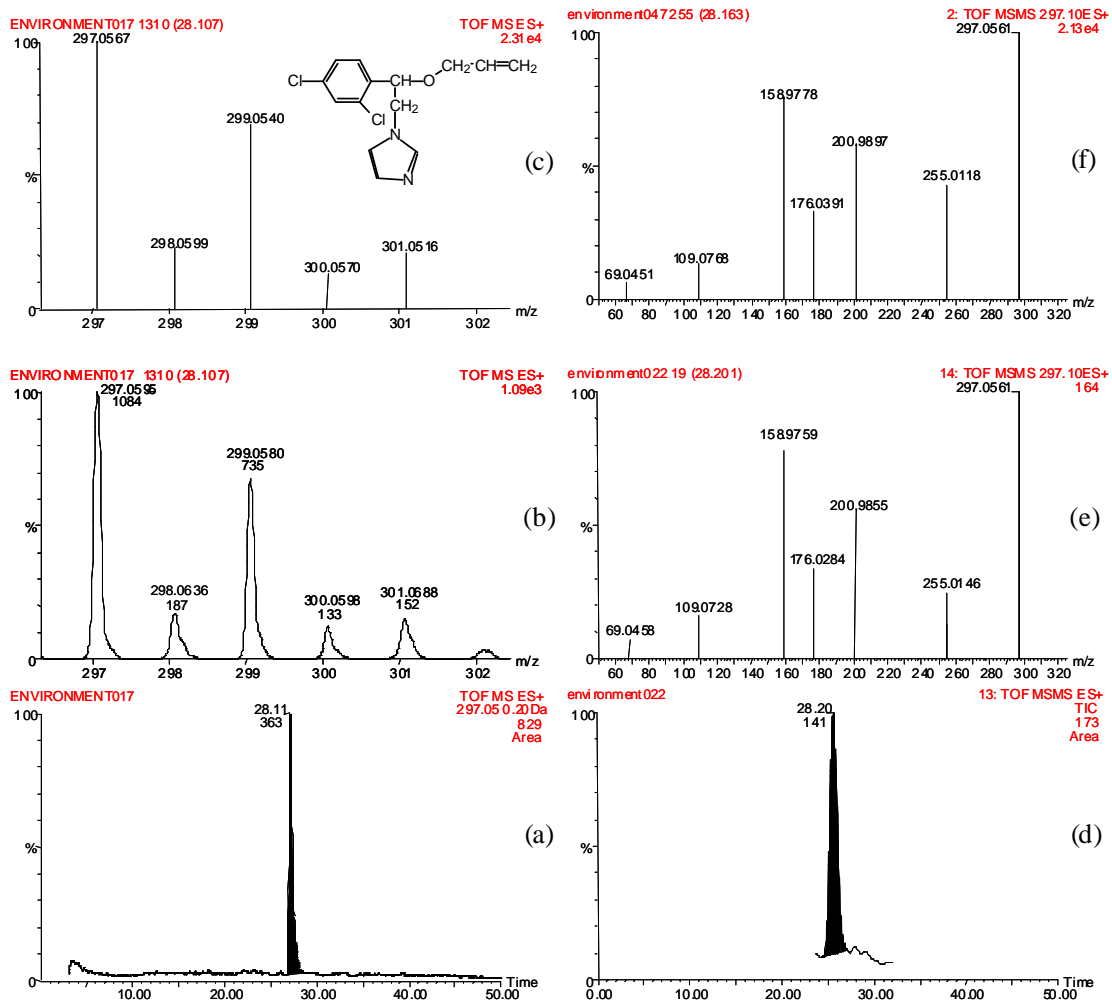 ENVIRONMENT017 1310 (28.107)
TOF MS ES+
2.31e4
297.0567
100
CH2-CH=CH2
Cl
CH
O
CH2
Cl
N
N
299.0540
(c)
%
298.0599
300.0570
301.0516
0
m/z
297 298 299 300 301 302
environment047255 (28.163)
2: TOF MSMS 297.10ES+
2.13e4
297.0561
100
158.9778
200.9897
(f)
%
176.0391
255.0118
109.0768
69.0451
0
m/z
60 80 100 120 140 160 180 200 220 240 260 280 300 320
ENVIRONMENT017 1310 (28.107)
TOF MS ES+
1.09e3
100
297.0595
1084
299.0580
735
(b)
%
298.0636
187
300.0598
133
301.0688
152
0
m/z
297 298 299 300 301 302
environment022 19 (28.201)
14: TOF MSMS 297.10ES+
164
297.0561
100
158.9759
200.9855
(e)
%
176.0284
255.0146
109.0728
69.0458
0
m/z
60 80 100 120 140 160 180 200 220 240 260 280 300 320
ENVIRONMENT017
TOF MS ES+
297.05 0.20Da
829
Area
28.11
363
100
(a)
%
0
Time
10.00 20.00 30.00 40.00 50.00
environment022
13: TOF MSMS ES+
TIC
173
Area
28.20
141
100
(d)
%
0
Time
0.00 10.00 20.00 30.00 40.00 50.00